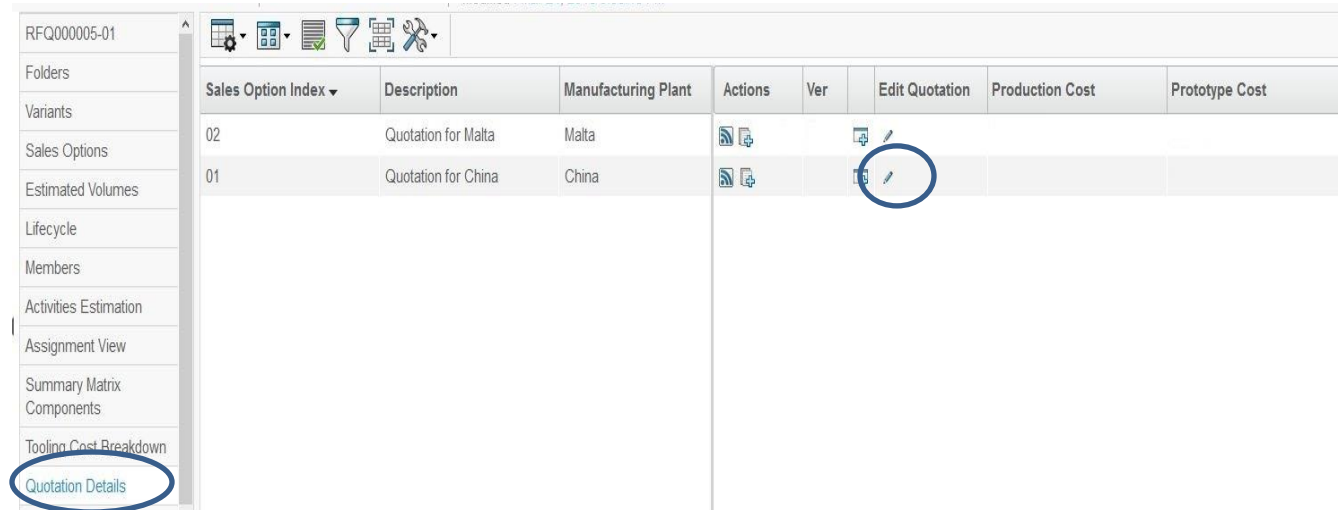 RFQ000005-01
Folders
Variants
Sales Options
Estimated Volumes
Lifecycle
Members
Activities Estimation
Assignment View
Summary Matrix
Components
Tooling Cost Breakdown
Quotation Details
Sales Option Index Description Manufacturing Plant Actions Ver Edit Quotation Production Cost Prototype Cost
02 Quotation for Malta Malta
01 Quotation for China China